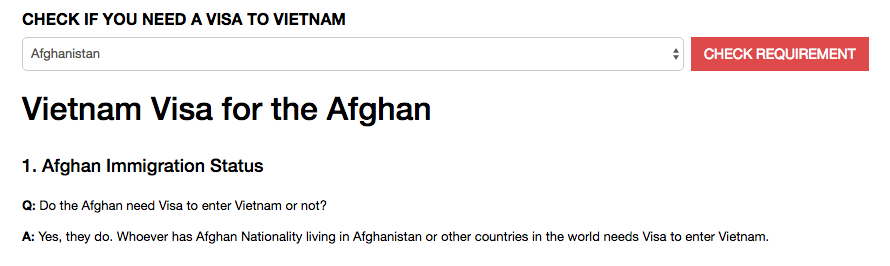 CHECK IF YOU NEED A VISA TO VIETNAM
Afghanistan
CHECK REQUIREMENT
Vietnam Visa for the Afghan
1. Afghan Immigration Status
Q: Do the Afghan need Visa to enter Vietnam or not?
A: Yes, they do. Whoever has Afghan Nationality living in Afghanistan or other countries in the world needs Visa to enter Vietnam.